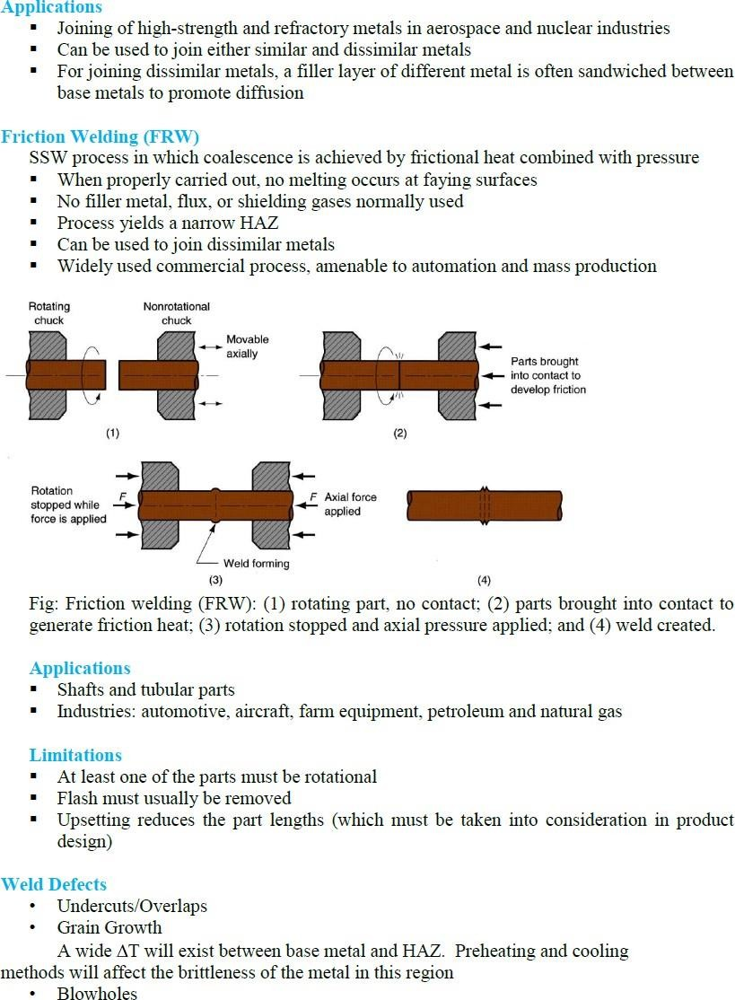 Applications
▪ Joining of high-strength and refractory metals in aerospace and nuclear industries
▪ Can be used to join either similar and dissimilar metals
▪ For joining dissimilar metals, a filler layer of different metal is often sandwiched between
base metals to promote diffusion
Friction Welding (FRW)
SSW process in which coalescence is achieved by frictional heat combined with pressure
▪ When properly carried out, no melting occurs at faying surfaces
▪ No filler metal, flux, or shielding gases normally used
▪ Process yields a narrow HAZ
▪ Can be used to join dissimilar metals
▪ Widely used commercial process, amenable to automation and mass production
Rotating
chuck
Nonrotational
chuck
Movable
axially
(1)
Parts brought
into contact to
develop friction
(2)
Rotation
stopped while
force is applied
F
F Axial force
applied
Weld forming
(3)
(4)
Fig: Friction welding (FRW): (1) rotating part, no contact; (2) parts brought into contact to
generate friction heat; (3) rotation stopped and axial pressure applied; and (4) weld created.
Applications
▪ Shafts and tubular parts
▪ Industries: automotive, aircraft, farm equipment, petroleum and natural gas
Limitations
▪ At least one of the parts must be rotational
▪ Flash must usually be removed
▪ Upsetting reduces the part lengths (which must be taken into consideration in product
design)
Weld Defects
• Undercuts/Overlaps
• Grain Growth
A wide ΔT will exist between base metal and HAZ. Preheating and cooling
methods will affect the brittleness of the metal in this region
• Blowholes